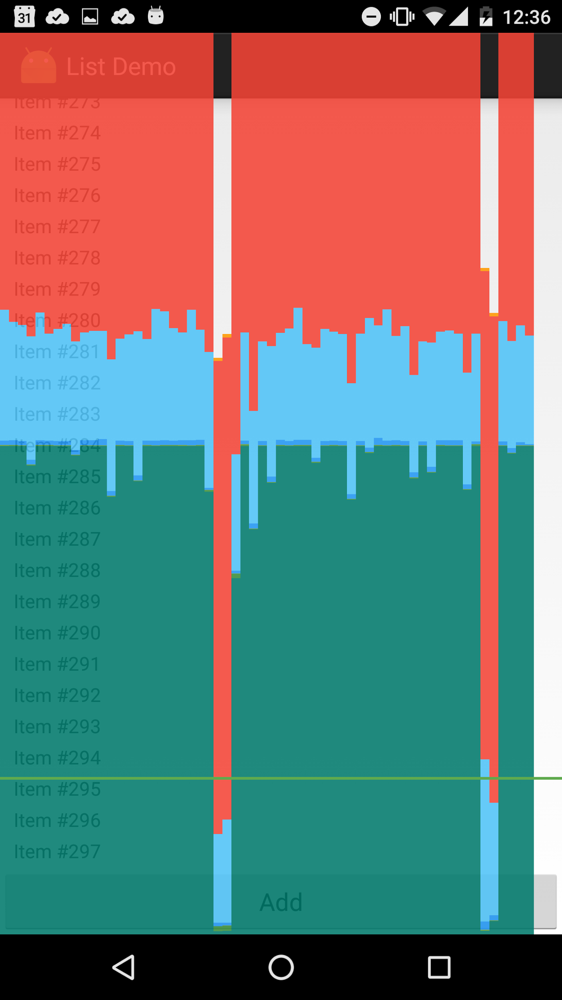 31
12:36
List Demo
Item #273
Item #274
Item #275
Item #276
Item #277
Item #278
Item #279
Item #280
Item #281
Item #282
Item #283
Item #284
Item #285
Item #286
Item #287
Item #288
Item #289
Item #290
Item #291
Item #292
Item #293
Item #294
Item #295
Item #296
Item #297
Add